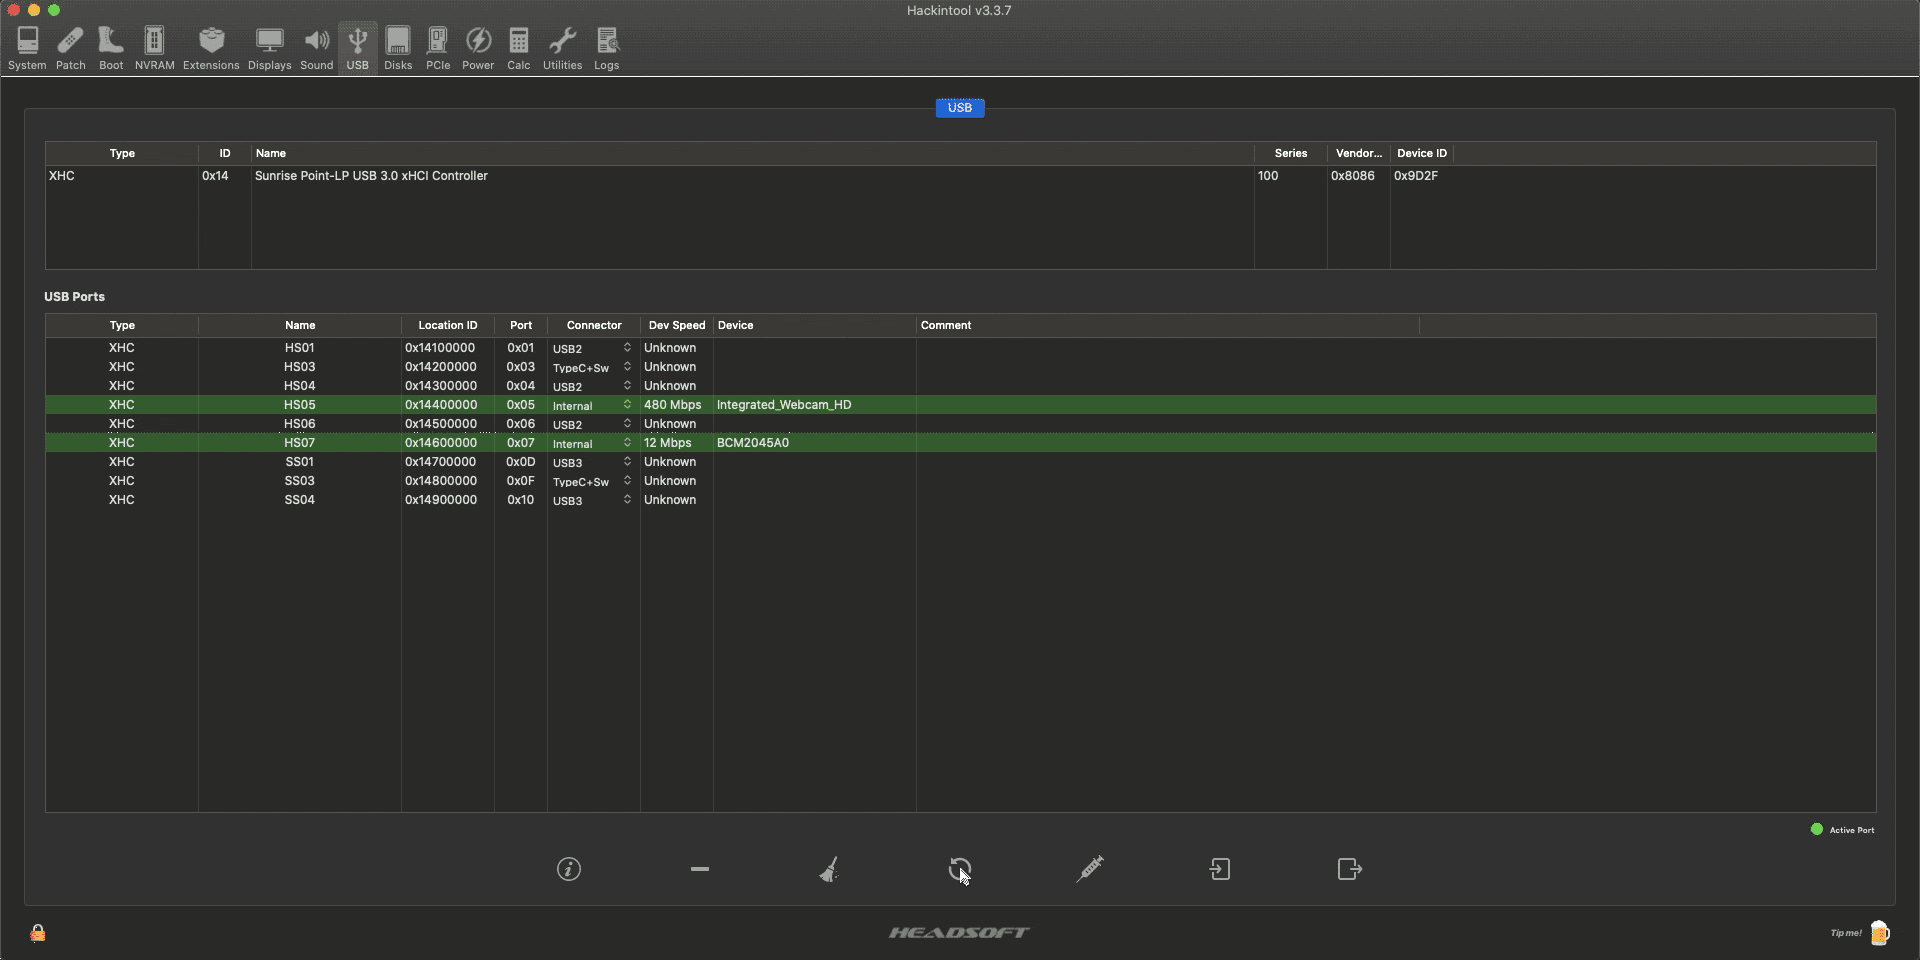 Hackintool v3.3.7
System Patch Boot NVRAM Extensions Displays Sound USB Disks PCIe Power Calc Utilities Logs
USB
Type ID Name Series Vendor... Device ID
XHC 0x14 Sunrise Point-LP USB 3.0 xHCI Controller 100 0x8086 0x9D2F
USB Ports
Type Name Location ID Port Connector Dev Speed Device Comment
XHC HS01 0x14100000 0x01 USB2 Unknown
XHC HS03 0x14200000 0x03 TypeC+Sw Unknown
XHC HS04 0x14300000 0x04 USB2 Unknown
XHC HS05 0x14400000 0x05 Internal 480 Mbps Integrated_Webcam_HD
XHC HS06 0x14500000 0x06 USB2 Unknown
XHC HS07 0x14600000 0x07 Internal 12 Mbps BCM2045A0
XHC SS01 0x14700000 0x0D USB3 Unknown
XHC SS03 0x14800000 0x0F TypeC+Sw Unknown
XHC SS04 0x14900000 0x10 USB3 Unknown
Active Port
HEADSOFT
Tip me!